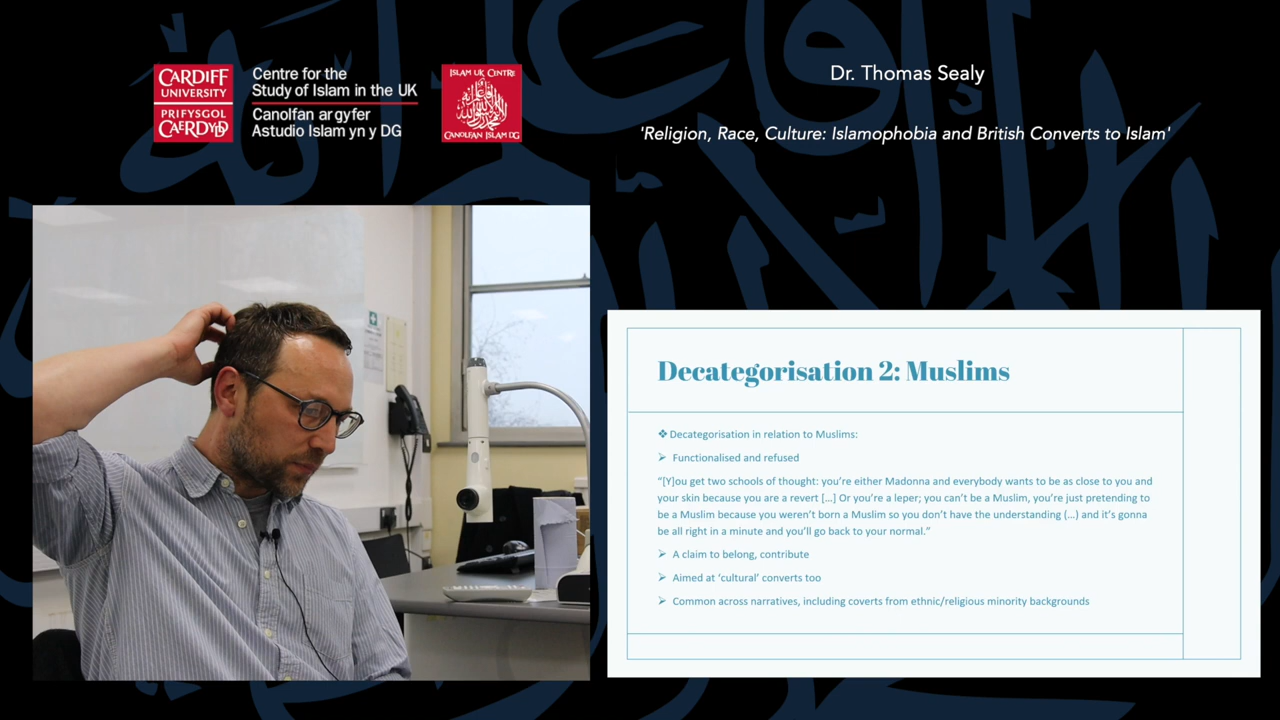 CARDIFF
UNIVERSITY
PRIFYSGOL
CAERDYDD
Centre for the
Study of Islam in the UK
Canolfan ar gyfer
Astudio Islam yn y DG
ISLAM UK CENTRE
CANOLFAN ISLAM DG
Dr. Thomas Sealy
'Religion, Race, Culture: Islamophobia and British Converts to Islam'
Decategorisation 2: Muslims
❖ Decategorisation in relation to Muslims:
➢ Functionalised and refused
“[Y]ou get two schools of thought: you’re either Madonna and everybody wants to be as close to you and
your skin because you are a revert […] Or you’re a leper; you can’t be a Muslim, you’re just pretending to
be a Muslim because you weren’t born a Muslim so you don’t have the understanding (…) and it’s gonna
be all right in a minute and you’ll go back to your normal.”
➢ A claim to belong, contribute
➢ Aimed at ‘cultural’ converts too
➢ Common across narratives, including coverts from ethnic/religious minority backgrounds